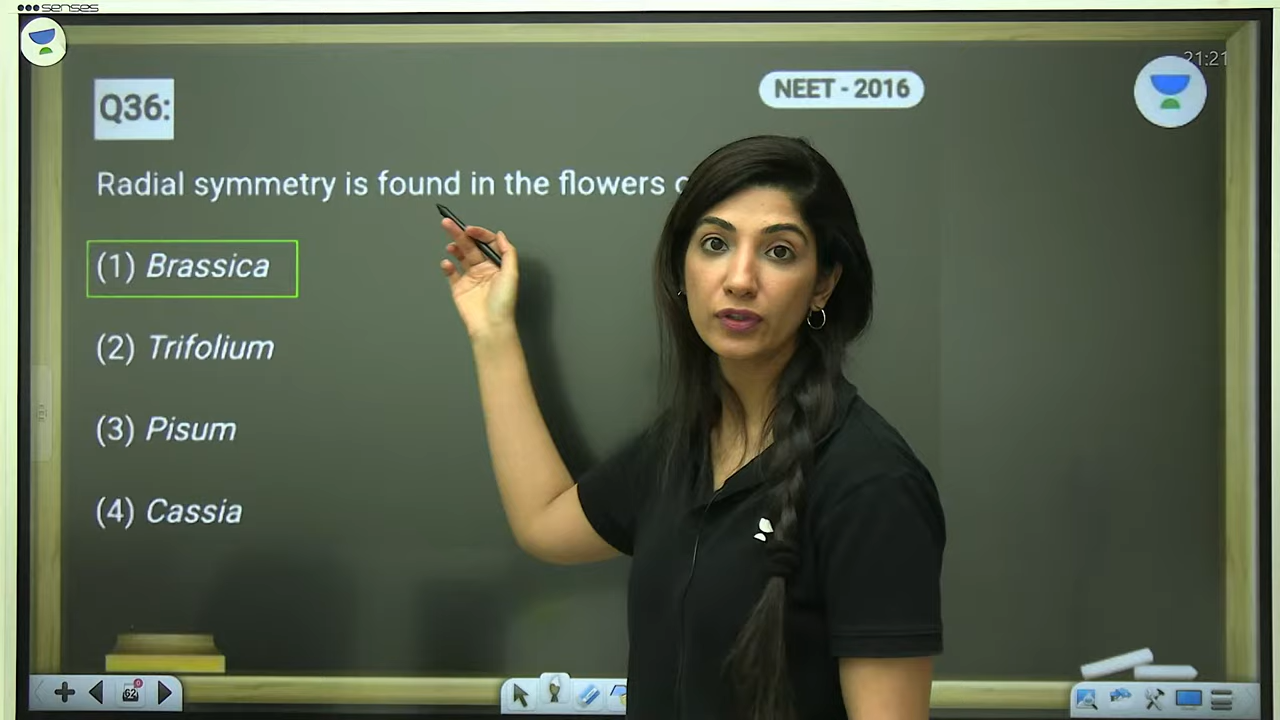 senses
21:21
Q36:
NEET - 2016
Radial symmetry is found in the flowers
(1) Brassica
(2) Trifolium
(3) Pisum
(4) Cassia
62